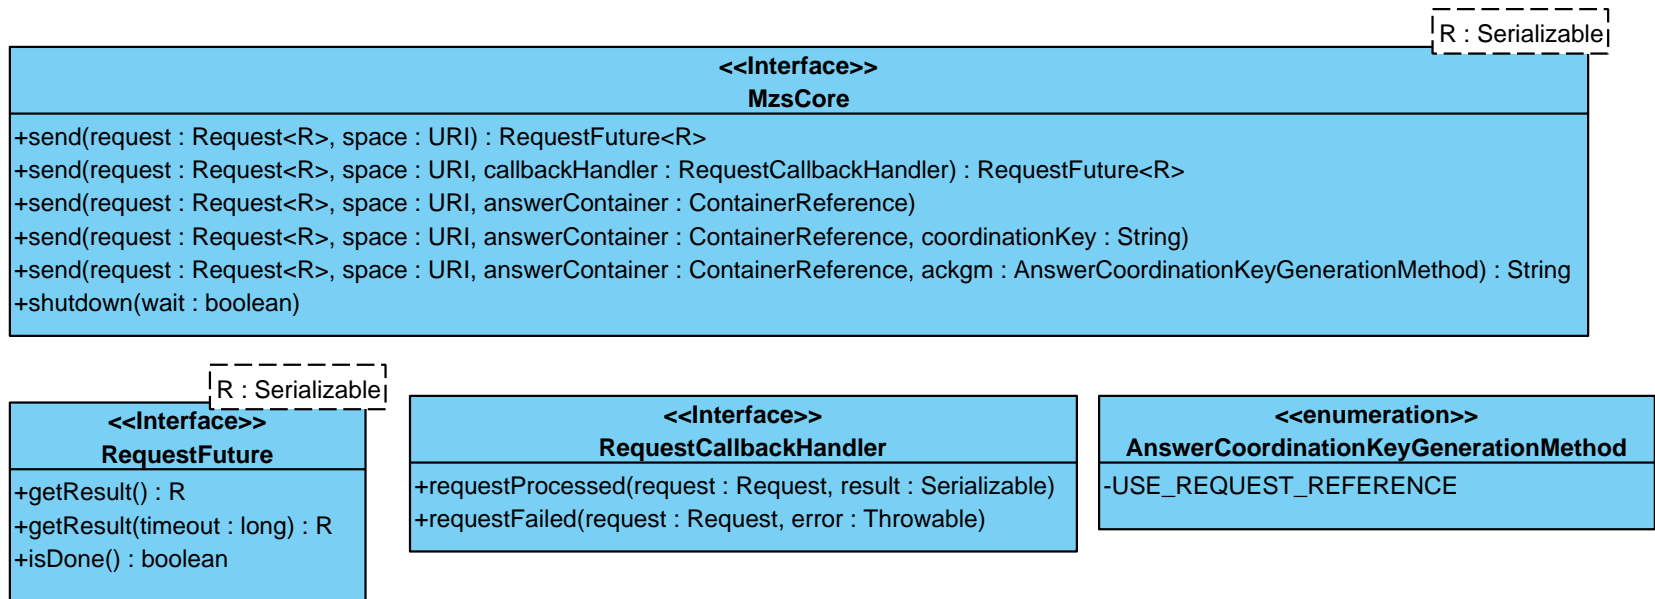 R : Serializable
<<Interface>>
MzsCore
+send(request : Request<R>, space : URI) : RequestFuture<R>
+send(request : Request<R>, space : URI, callbackHandler : RequestCallbackHandler) : RequestFuture<R>
+send(request : Request<R>, space : URI, answerContainer : ContainerReference)
+send(request : Request<R>, space : URI, answerContainer : ContainerReference, coordinationKey : String)
+send(request : Request<R>, space : URI, answerContainer : ContainerReference, ackgm : AnswerCoordinationKeyGenerationMethod) : String
+shutdown(wait : boolean)
R : Serializable
<<Interface>>
RequestFuture
+getResult() : R
+getResult(timeout : long) : R
+isDone() : boolean
<<Interface>>
RequestCallbackHandler
+requestProcessed(request : Request, result : Serializable)
+requestFailed(request : Request, error : Throwable)
<<enumeration>>
AnswerCoordinationKeyGenerationMethod
-USE_REQUEST_REFERENCE